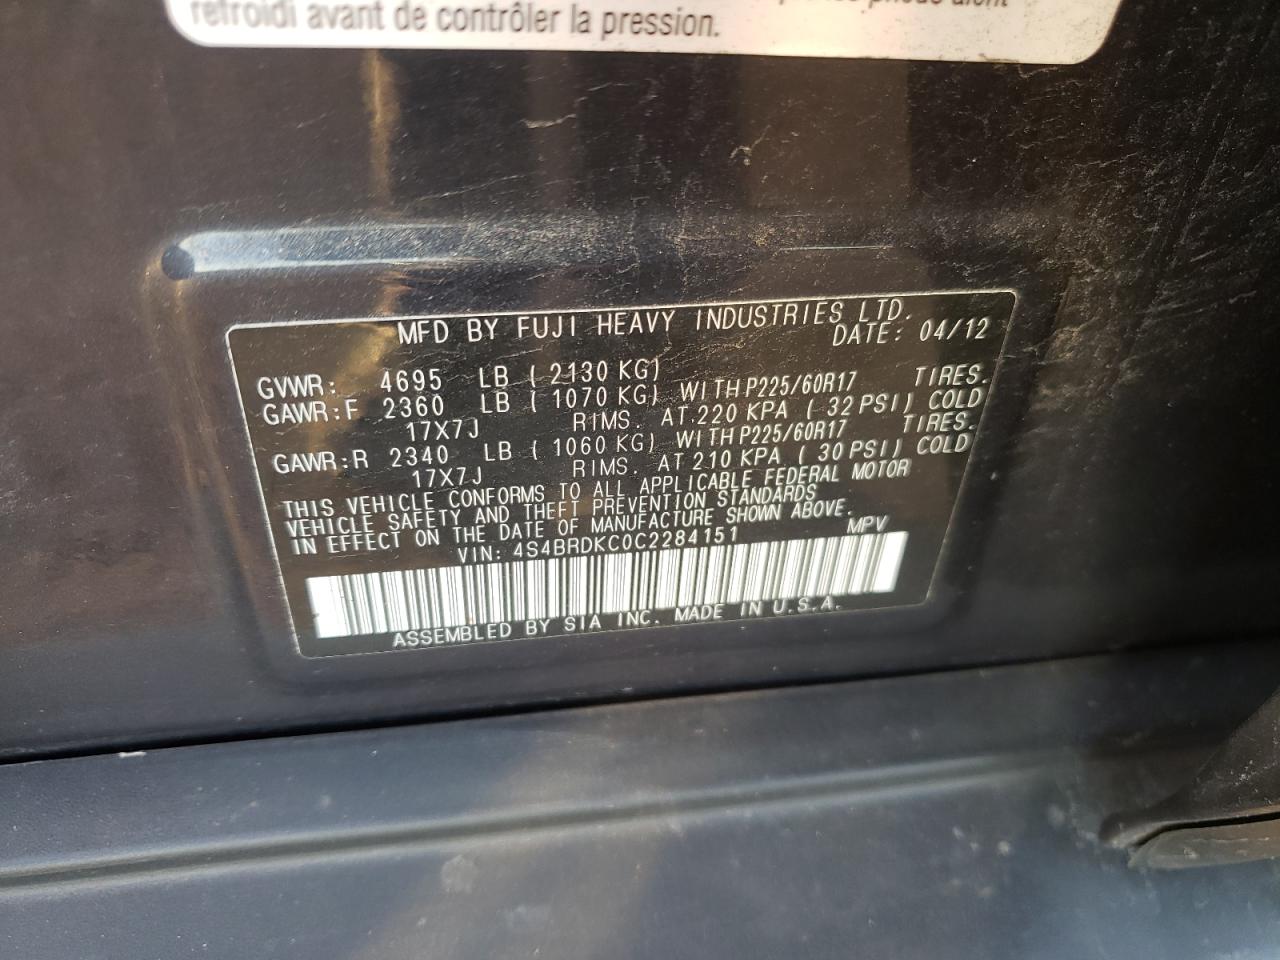 refroidi avant de contrôler la pression.
MFD BY FUJI HEAVY INDUSTRIES LTD.
DATE: 04/12
GVWR: 4695 LB ( 2130 KG)
GAWR:F 2360 LB ( 1070 KG) WITH P225/60R17 TIRES.
17X7J RIMS. AT 220 KPA ( 32 PSI) COLD
GAWR:R 2340 LB ( 1060 KG) WITH P225/60R17 TIRES.
17X7J RIMS. AT 210 KPA ( 30 PSI) COLD
THIS VEHICLE CONFORMS TO ALL APPLICABLE FEDERAL MOTOR
VEHICLE SAFETY AND THEFT PREVENTION STANDARDS
IN EFFECT ON THE DATE OF MANUFACTURE SHOWN ABOVE.
VIN: 4S4BRDKC0C2284151 MPV
ASSEMBLED BY SIA INC. MADE IN U.S.A.